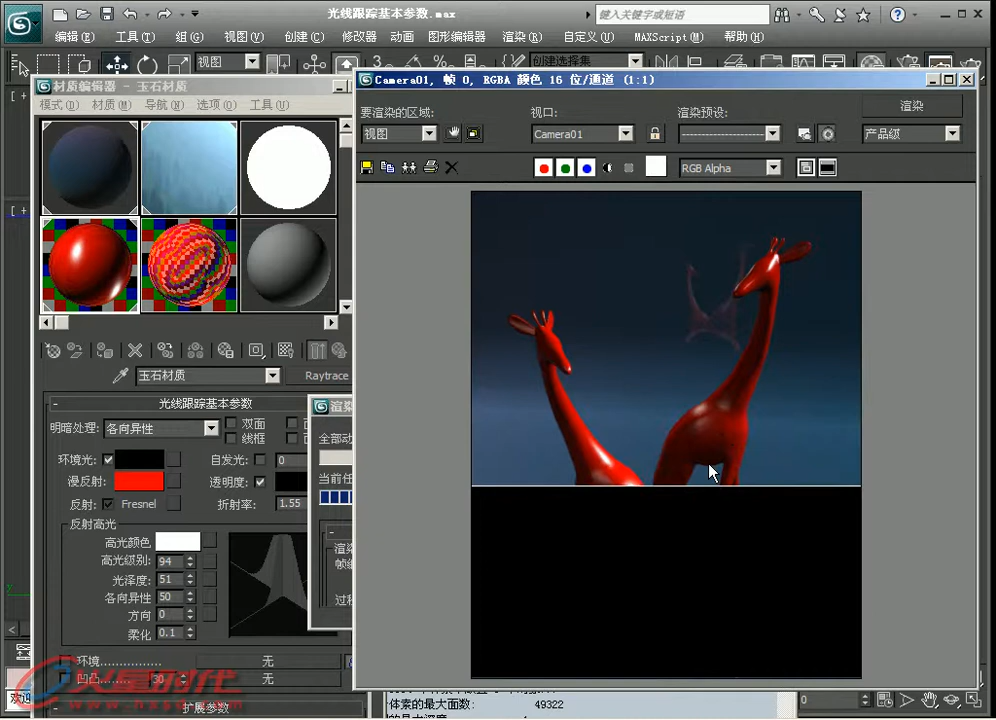 光线跟踪基本参数.max
键入关键字或短语
编辑(E) 工具(T) 组(G) 视图(V) 创建(C) 修改器 动画 图形编辑器 渲染(R) 自定义(U) MAXScript(M) 帮助(H)
视图
创建选择集
材质编辑器 - 玉石材质
模式(D) 材质(M) 导航(N) 选项(O) 工具(T)
Camera01, 帧 0, RGBA 颜色 16 位/通道 (1:1)
要渲染的区域:
视口:
渲染预设:
渲染
视图
Camera01
产品级
RGB Alpha
玉石材质
Raytrace
光线跟踪基本参数
明暗处理: 各向异性
双面
线框
环境光:
自发光: 0
漫反射:
透明度:
反射: Fresnel
折射率: 1.55
反射高光
高光颜色
高光级别: 94
光泽度: 51
各向异性 50
方向 0
柔化 0.1
环境............... 无
凹凸........ 30 无
扩展参数
全部动
当前任
火星时代
www.hxsd.com
体素的最大面数: 49322
0